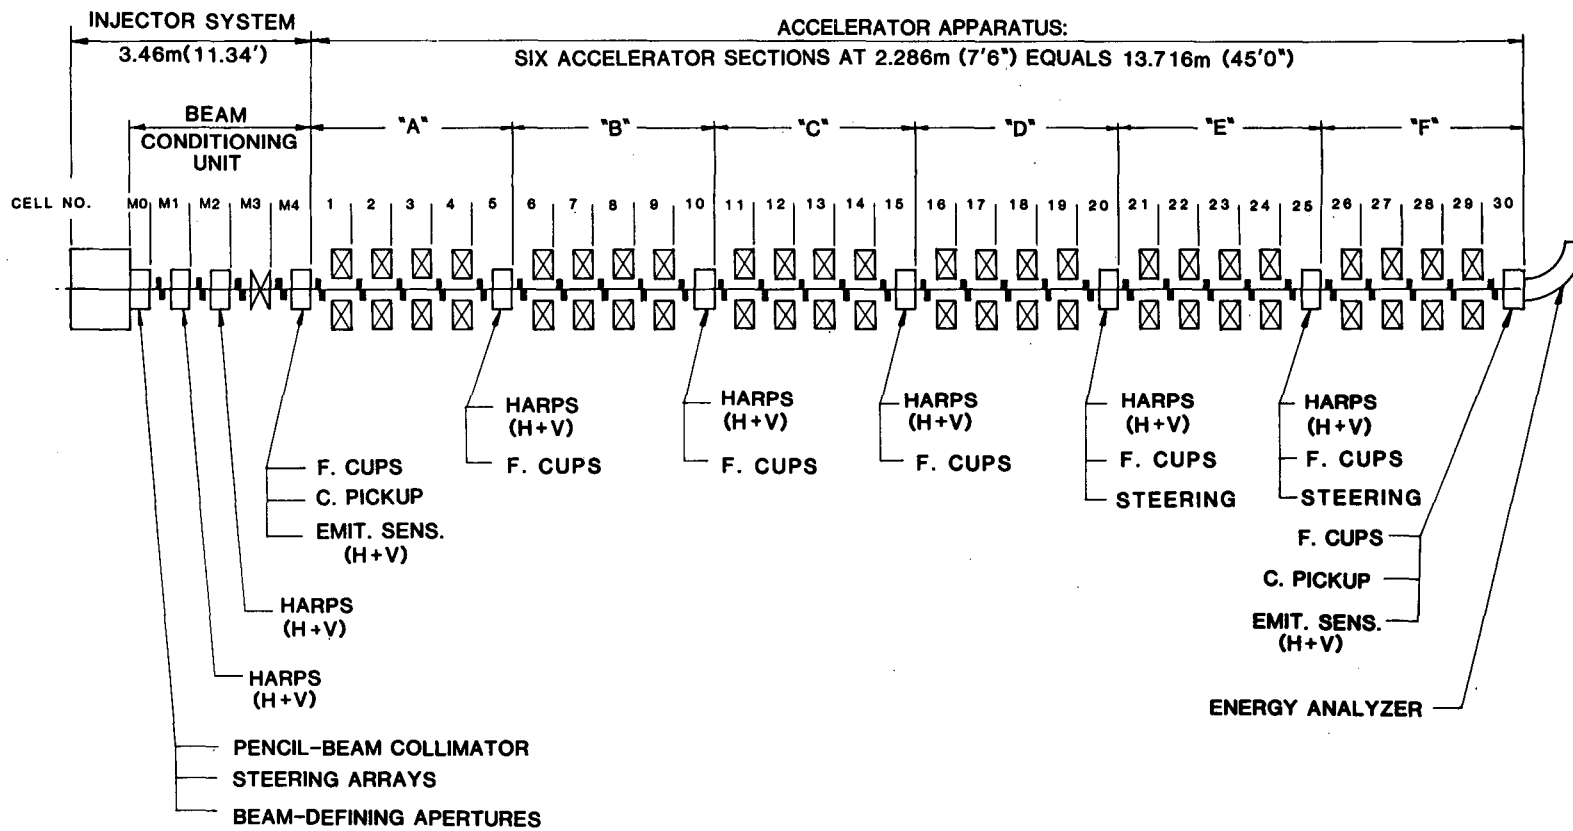 INJECTOR SYSTEM
3.46m(11.34')
ACCELERATOR APPARATUS:
SIX ACCELERATOR SECTIONS AT 2.286m (7'6") EQUALS 13.716m (45'0")
BEAM
CONDITIONING
UNIT
"A" "B" "C" "D" "E" "F"
CELL NO. M0 M1 M2 M3 M4 1 2 3 4 5 6 7 8 9 10 11 12 13 14 15 16 17 18 19 20 21 22 23 24 25 26 27 28 29 30
F. CUPS
C. PICKUP
EMIT. SENS.
(H+V)
HARPS
(H+V)
HARPS
(H+V)
PENCIL-BEAM COLLIMATOR
STEERING ARRAYS
BEAM-DEFINING APERTURES
HARPS
(H+V)
F. CUPS
HARPS
(H+V)
F. CUPS
HARPS
(H+V)
F. CUPS
HARPS
(H+V)
F. CUPS
STEERING
HARPS
(H+V)
F. CUPS
STEERING
F. CUPS
C. PICKUP
EMIT. SENS.
(H+V)
ENERGY ANALYZER